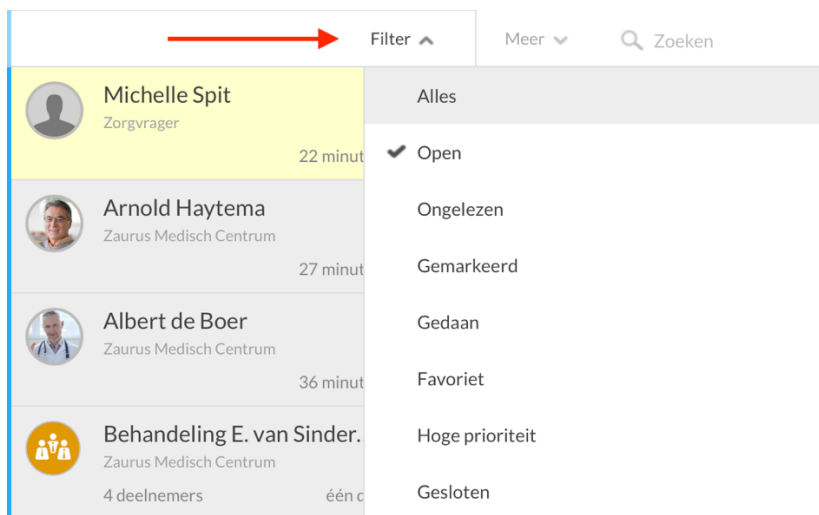 Filter
Meer
Zoeken
Michelle Spit
Zorgvrager
22 minut
Arnold Haytema
Zaurus Medisch Centrum
27 minut
Albert de Boer
Zaurus Medisch Centrum
36 minut
Behandeling E. van Sinder..
Zaurus Medisch Centrum
4 deelnemers één d
Alles
Open
Ongelezen
Gemarkeerd
Gedaan
Favoriet
Hoge prioriteit
Gesloten